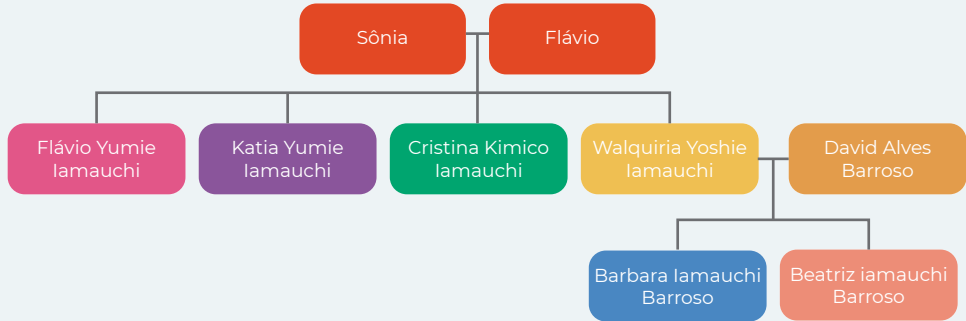 Sônia
Flávio
Flávio Yumie
Iamauchi
Katia Yumie
Iamauchi
Cristina Kimico
Iamauchi
Walquiria Yoshie
Iamauchi
David Alves
Barroso
Barbara Iamauchi
Barroso
Beatriz iamauchi
Barroso